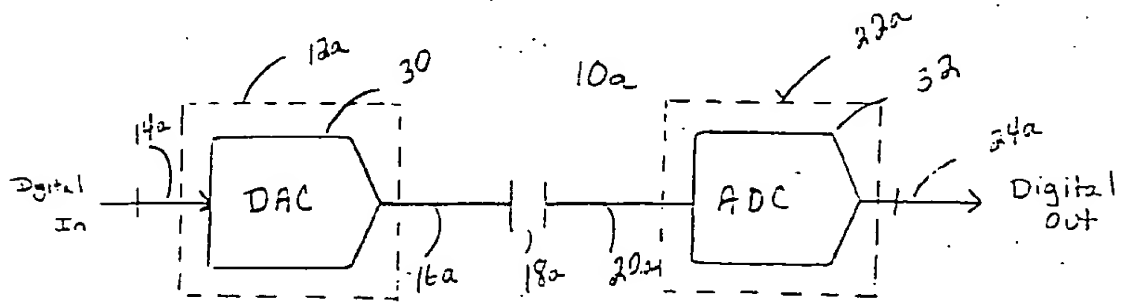 12a
30
10a
22a
32
14a
24a
Digital
In
DAC
ADC
Digital
Out
16a
18a
20a